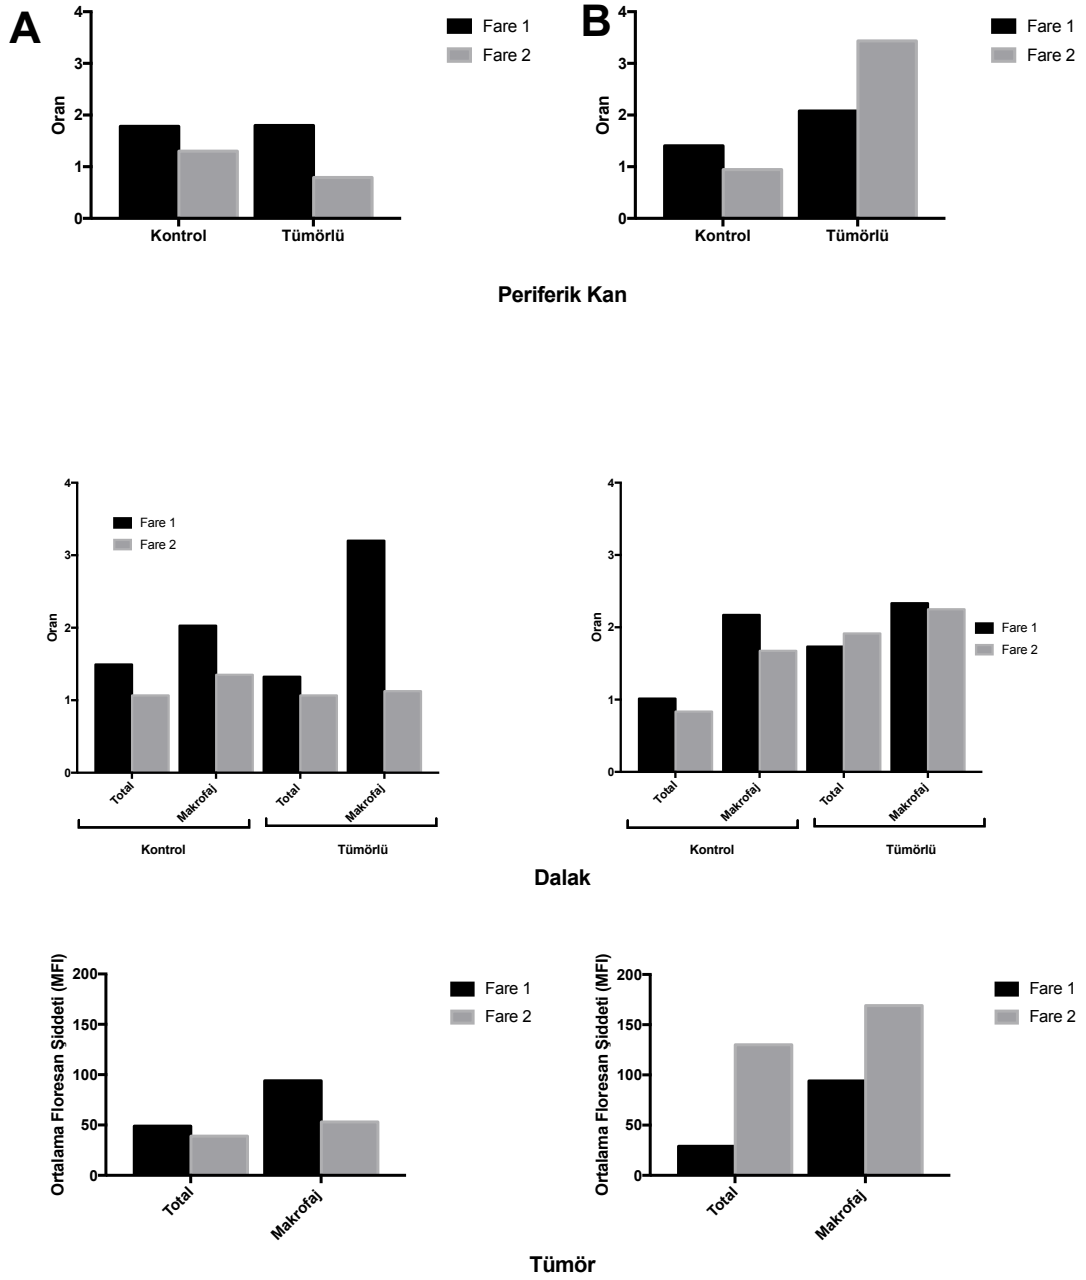 A
4
3
2
1
0
Oran
Kontrol
Tümörlü
Fare 1
Fare 2
B
4
3
2
1
0
Oran
Kontrol
Tümörlü
Fare 1
Fare 2
Periferik Kan
4
3
2
1
0
Oran
Fare 1
Fare 2
Total
Makrofaj
Total
Makrofaj
Kontrol
Tümörlü
4
3
2
1
0
Oran
Fare 1
Fare 2
Total
Makrofaj
Total
Makrofaj
Kontrol
Tümörlü
Dalak
Ortalama Floresan Şiddeti (MFI)
200
150
100
50
0
Total
Makrofaj
Fare 1
Fare 2
Ortalama Floresan Şiddeti (MFI)
200
150
100
50
0
Total
Makrofaj
Fare 1
Fare 2
Tümör